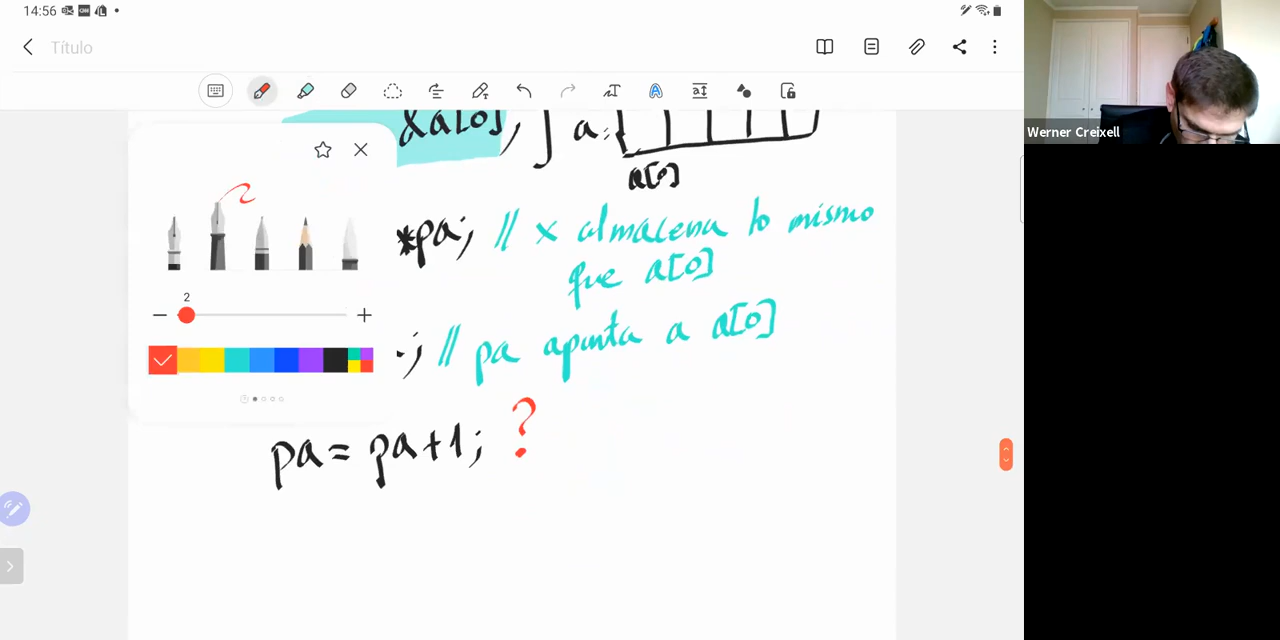 14:56
Título
&a[0];
a:
a[0]
*pa; // x almacena lo mismo
que a[0]
2
; // pa apunta a a[0]
pa = pa+1; ?
Werner Creixell